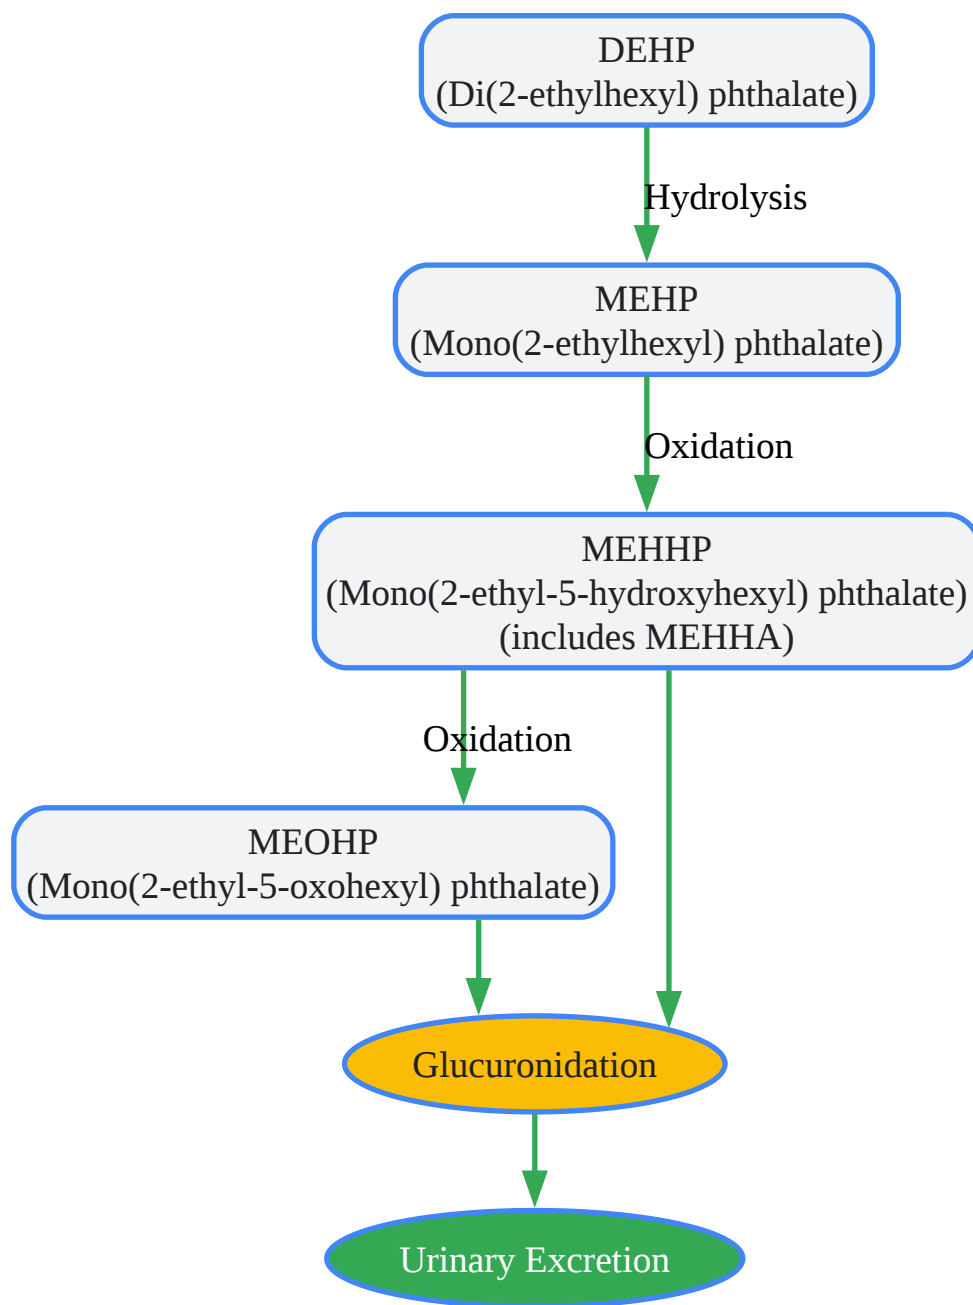 DEHP
(Di(2-ethylhexyl) phthalate)
Hydrolysis
MEHP
(Mono(2-ethylhexyl) phthalate)
Oxidation
MEHHP
(Mono(2-ethyl-5-hydroxyhexyl) phthalate)
(includes MEHHA)
Oxidation
MEOHP
(Mono(2-ethyl-5-oxohexyl) phthalate)
Glucuronidation
Urinary Excretion